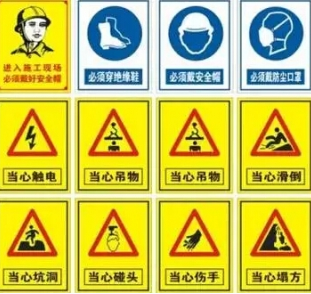 进入施工现场
必须戴好安全帽
必须穿绝缘鞋
必须戴安全帽
必须戴防尘口罩
当心触电
当心吊物
当心吊物
当心滑倒
当心坑洞
当心碰头
当心伤手
当心塌方